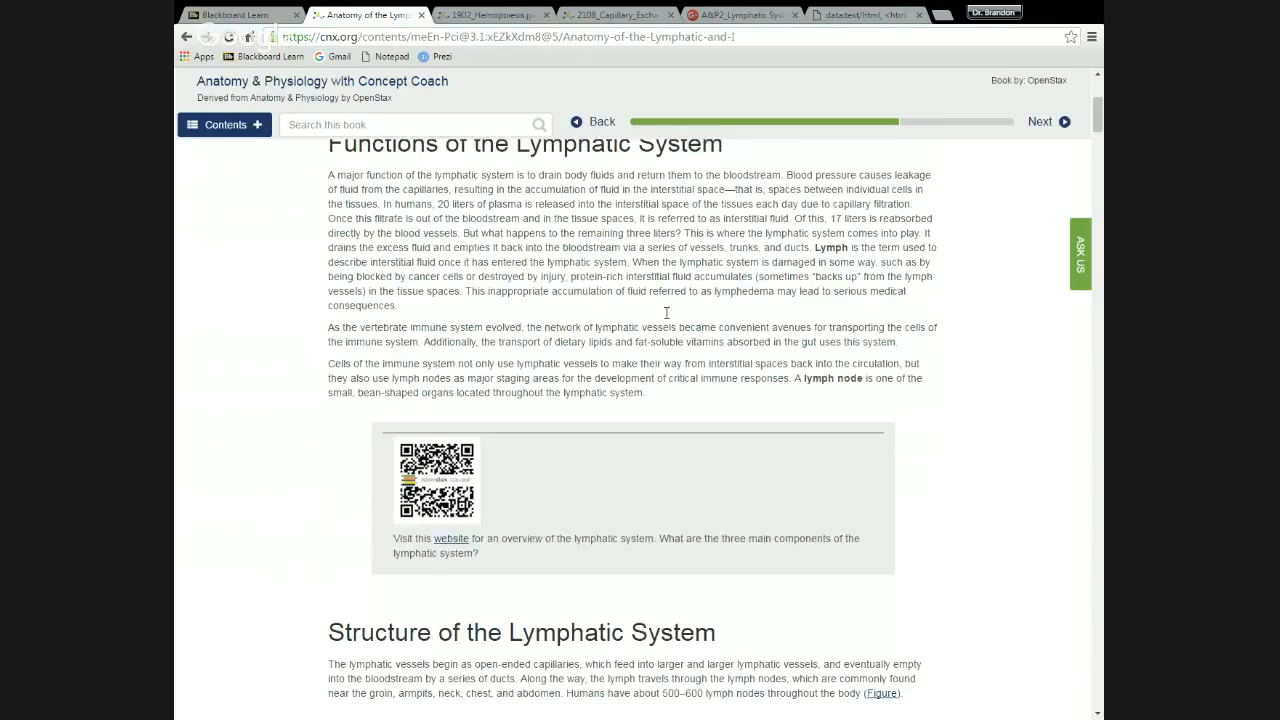 Blackboard Learn
Anatomy of the Lymp
1902_Hemopoiesis.jp
2108_Capillary_Exch
A&P2_Lymphatic Sys
data:text/html, <htm
Dr. Brandon
https://cnx.org/contents/meEn-Pci@3.1:xEZkXdm8@5/Anatomy-of-the-Lymphatic-and-I
Apps
Blackboard Learn
Gmail
Notepad
Prezi
Anatomy & Physiology with Concept Coach
Book by: OpenStax
Derived from Anatomy & Physiology by OpenStax
Contents +
Search this book
Back
Next
Functions of the Lymphatic System
A major function of the lymphatic system is to drain body fluids and return them to the bloodstream. Blood pressure causes leakage
of fluid from the capillaries, resulting in the accumulation of fluid in the interstitial space—that is, spaces between individual cells in
the tissues. In humans, 20 liters of plasma is released into the interstitial space of the tissues each day due to capillary filtration.
Once this filtrate is out of the bloodstream and in the tissue spaces, it is referred to as interstitial fluid. Of this, 17 liters is reabsorbed
directly by the blood vessels. But what happens to the remaining three liters? This is where the lymphatic system comes into play. It
drains the excess fluid and empties it back into the bloodstream via a series of vessels, trunks, and ducts. Lymph is the term used to
describe interstitial fluid once it has entered the lymphatic system. When the lymphatic system is damaged in some way, such as by
being blocked by cancer cells or destroyed by injury, protein-rich interstitial fluid accumulates (sometimes “backs up” from the lymph
vessels) in the tissue spaces. This inappropriate accumulation of fluid referred to as lymphedema may lead to serious medical
consequences.
As the vertebrate immune system evolved, the network of lymphatic vessels became convenient avenues for transporting the cells of
the immune system. Additionally, the transport of dietary lipids and fat-soluble vitamins absorbed in the gut uses this system.
Cells of the immune system not only use lymphatic vessels to make their way from interstitial spaces back into the circulation, but
they also use lymph nodes as major staging areas for the development of critical immune responses. A lymph node is one of the
small, bean-shaped organs located throughout the lymphatic system.
ASK US
Visit this website for an overview of the lymphatic system. What are the three main components of the
lymphatic system?
Structure of the Lymphatic System
The lymphatic vessels begin as open-ended capillaries, which feed into larger and larger lymphatic vessels, and eventually empty
into the bloodstream by a series of ducts. Along the way, the lymph travels through the lymph nodes, which are commonly found
near the groin, armpits, neck, chest, and abdomen. Humans have about 500–600 lymph nodes throughout the body (Figure).